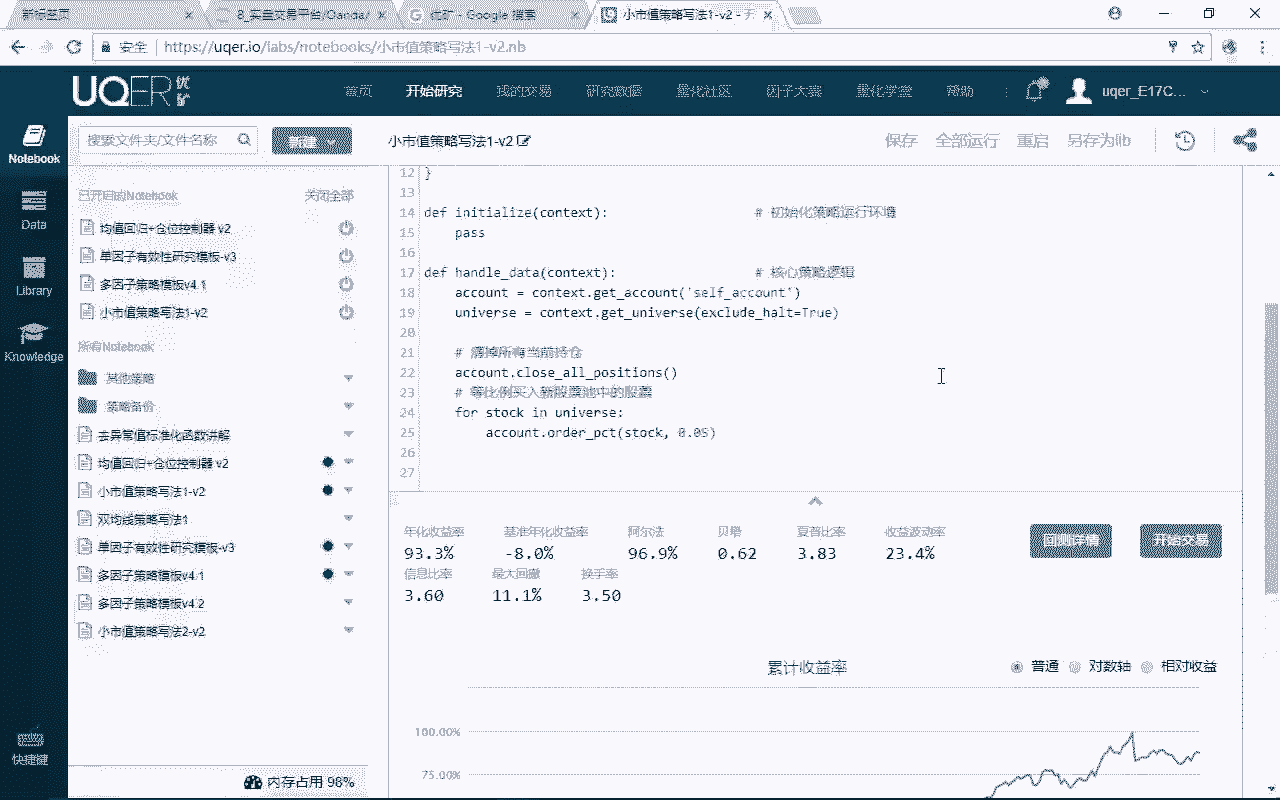 新标签页
8_实盘交易平台/Oanda/
优矿 - Google 搜索
小市值策略写法1-v2 -
安全 https://uqer.io/labs/notebooks/小市值策略写法1-v2.nb
UQER 优矿
首页 开始研究 我的交易 研究数据 量化社区 因子大赛 量化学堂 帮助 uqer_E17C...
搜索文件夹/文件名称
新建
小市值策略写法1-v2
保存 全部运行 重启 另存为lib
Notebook
Data
Library
Knowledge
快捷键
已开启的Notebook 关闭全部
均值回归+仓位控制器 v2
单因子有效性研究模板-v3
多因子策略模板v4.1
小市值策略写法1-v2
所有Notebook
其他策略
策略备份
去异常值标准化函数讲解
均值回归+仓位控制器 v2
小市值策略写法1-v2
双均线策略写法1
单因子有效性研究模板-v3
多因子策略模板v4.1
多因子策略模板v4.2
小市值策略写法2-v2
内存占用 98%
12 }
13
14 def initialize(context): # 初始化策略运行环境
15 pass
16
17 def handle_data(context): # 核心策略逻辑
18 account = context.get_account('self_account')
19 universe = context.get_universe(exclude_halt=True)
20
21 # 清掉所有当前持仓
22 account.close_all_positions()
23 # 等比例买入新股票池中的股票
24 for stock in universe:
25 account.order_pct(stock, 0.05)
26
27
年化收益率 基准年化收益率 阿尔法 贝塔 夏普比率 收益波动率
93.3% -8.0% 96.9% 0.62 3.83 23.4%
信息比率 最大回撤 换手率
3.60 11.1% 3.50
回测详情 开始交易
累计收益率
普通 对数轴 相对收益
100.00%
75.00%